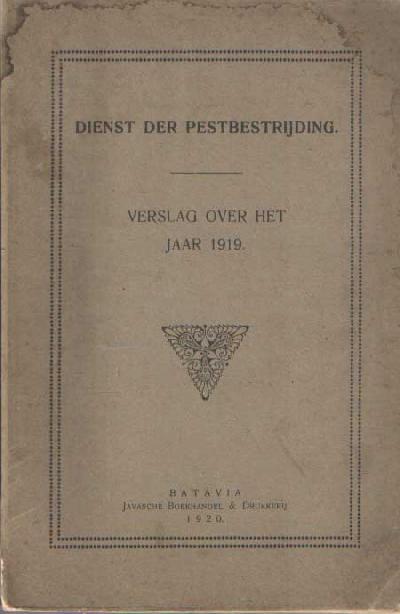 DIENST DER PESTBESTRIJDING.
VERSLAG OVER HET
JAAR 1919.
BATAVIA
JAVASCHE BOEKHANDEL & DRUKKERIJ
1920.